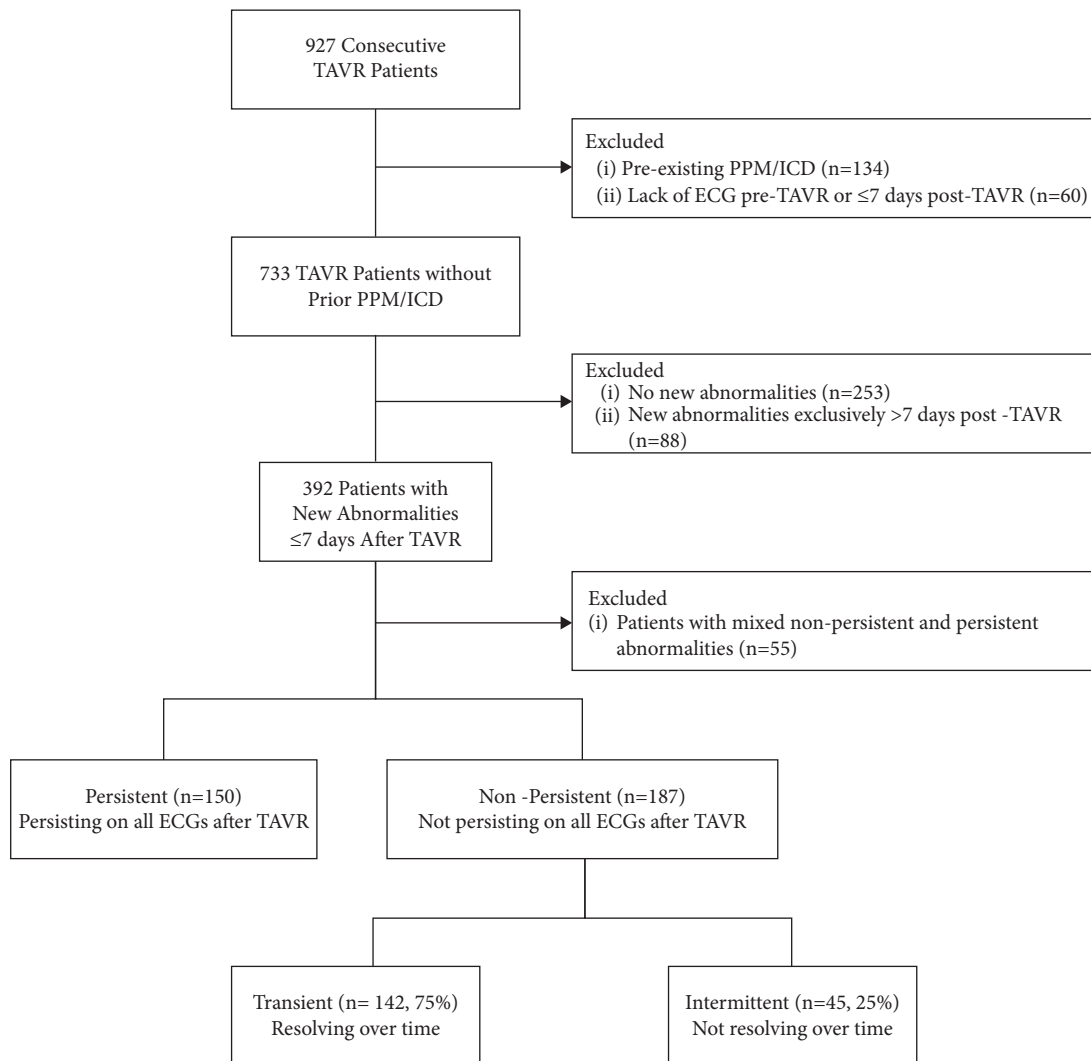 927 Consecutive
TAVR Patients
Excluded
(i) Pre-existing PPM/ICD (n=134)
(ii) Lack of ECG pre-TAVR or ≤7 days post-TAVR (n=60)
733 TAVR Patients without
Prior PPM/ICD
Excluded
(i) No new abnormalities (n=253)
(ii) New abnormalities exclusively >7 days post -TAVR
(n=88)
392 Patients with
New Abnormalities
≤7 days After TAVR
Excluded
(i) Patients with mixed non-persistent and persistent
abnormalities (n=55)
Persistent (n=150)
Persisting on all ECGs after TAVR
Non -Persistent (n=187)
Not persisting on all ECGs after TAVR
Transient (n= 142, 75%)
Resolving over time
Intermittent (n=45, 25%)
Not resolving over time